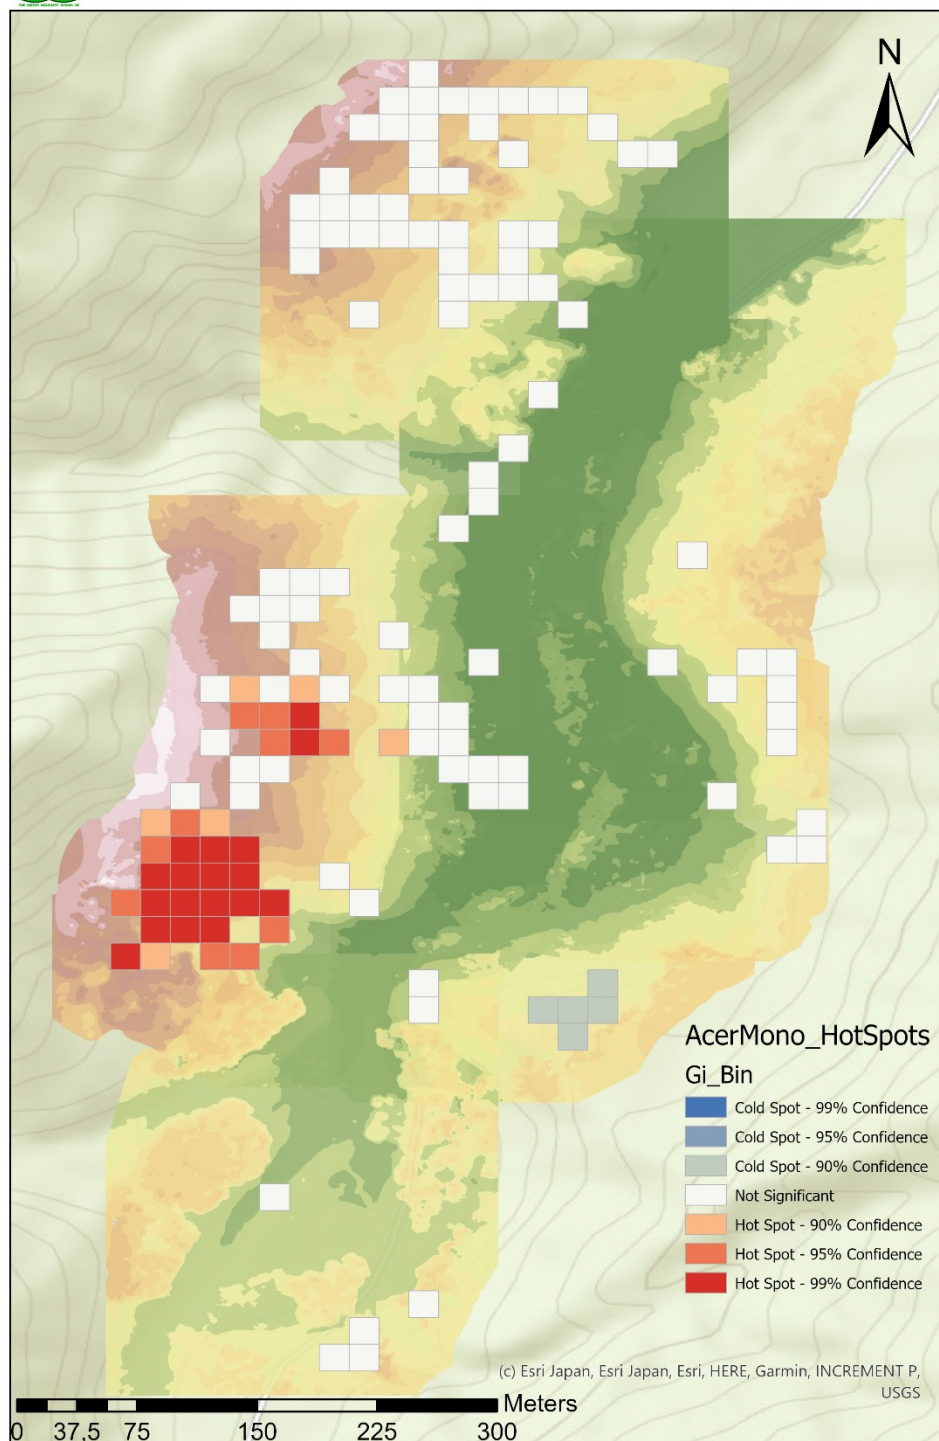 N
AcerMono_HotSpots
Gi_Bin
Cold Spot - 99% Confidence
Cold Spot - 95% Confidence
Cold Spot - 90% Confidence
Not Significant
Hot Spot - 90% Confidence
Hot Spot - 95% Confidence
Hot Spot - 99% Confidence
(c) Esri Japan, Esri Japan, Esri, HERE, Garmin, INCREMENT P,
USGS
Meters
0 37,5 75 150 225 300